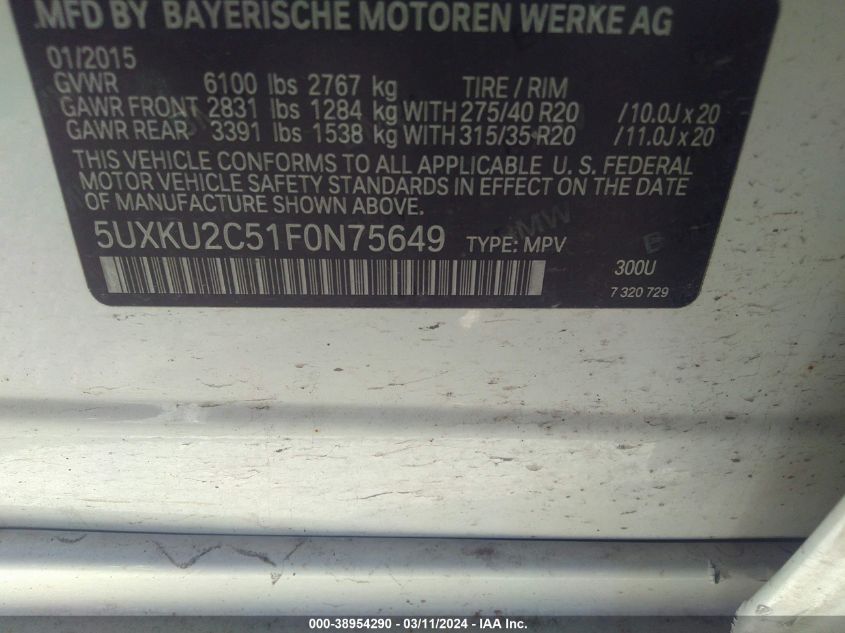 MFD BY BAYERISCHE MOTOREN WERKE AG
01/2015
GVWR 6100 lbs 2767 kg TIRE / RIM
GAWR FRONT 2831 lbs 1284 kg WITH 275/40 R20 /10.0J x 20
GAWR REAR 3391 lbs 1538 kg WITH 315/35 R20 /11.0J x 20
THIS VEHICLE CONFORMS TO ALL APPLICABLE U. S. FEDERAL
MOTOR VEHICLE SAFETY STANDARDS IN EFFECT ON THE DATE
OF MANUFACTURE SHOWN ABOVE.
5UXKU2C51F0N75649 TYPE: MPV
300U
7 320 729
000-38954290 - 03/11/2024 - IAA Inc.